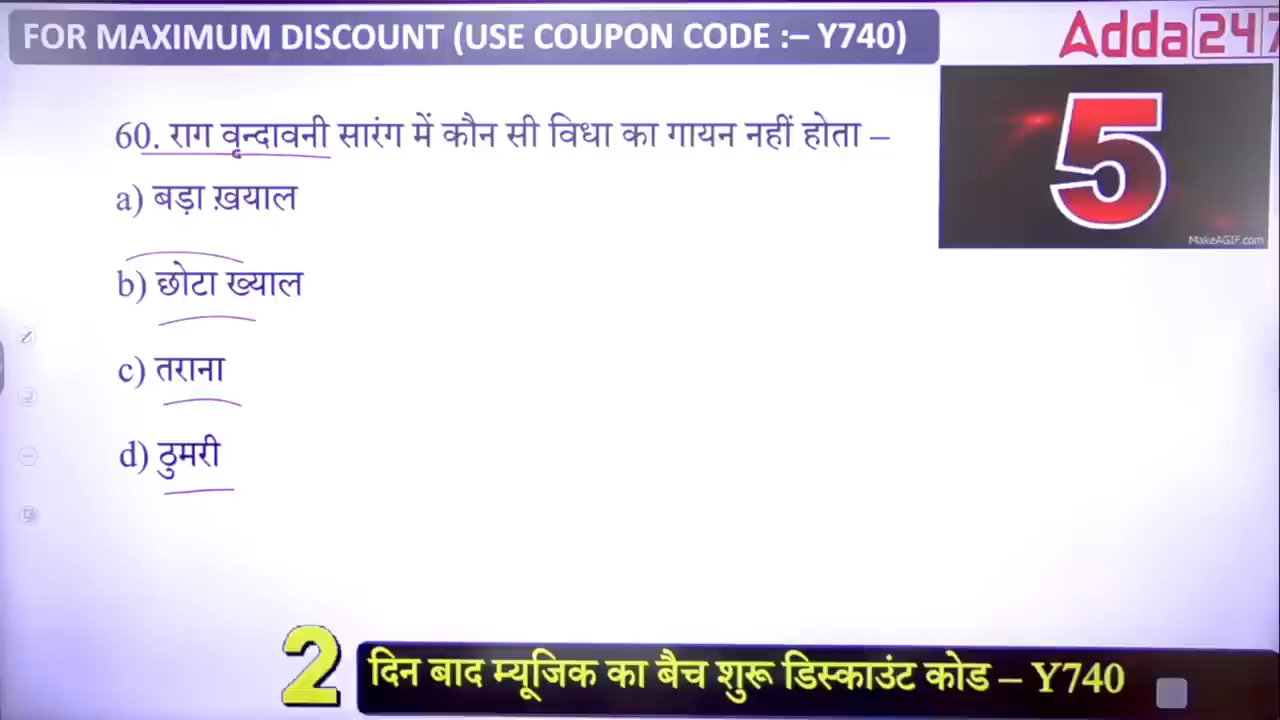 FOR MAXIMUM DISCOUNT (USE COUPON CODE :– Y740)
Adda247
5
MakeAGIF.com
60. राग वृन्दावनी सारंग में कौन सी विधा का गायन नहीं होता –
a) बड़ा ख़याल
b) छोटा ख्याल
c) तराना
d) ठुमरी
2 दिन बाद म्यूजिक का बैच शुरू डिस्काउंट कोड – Y740